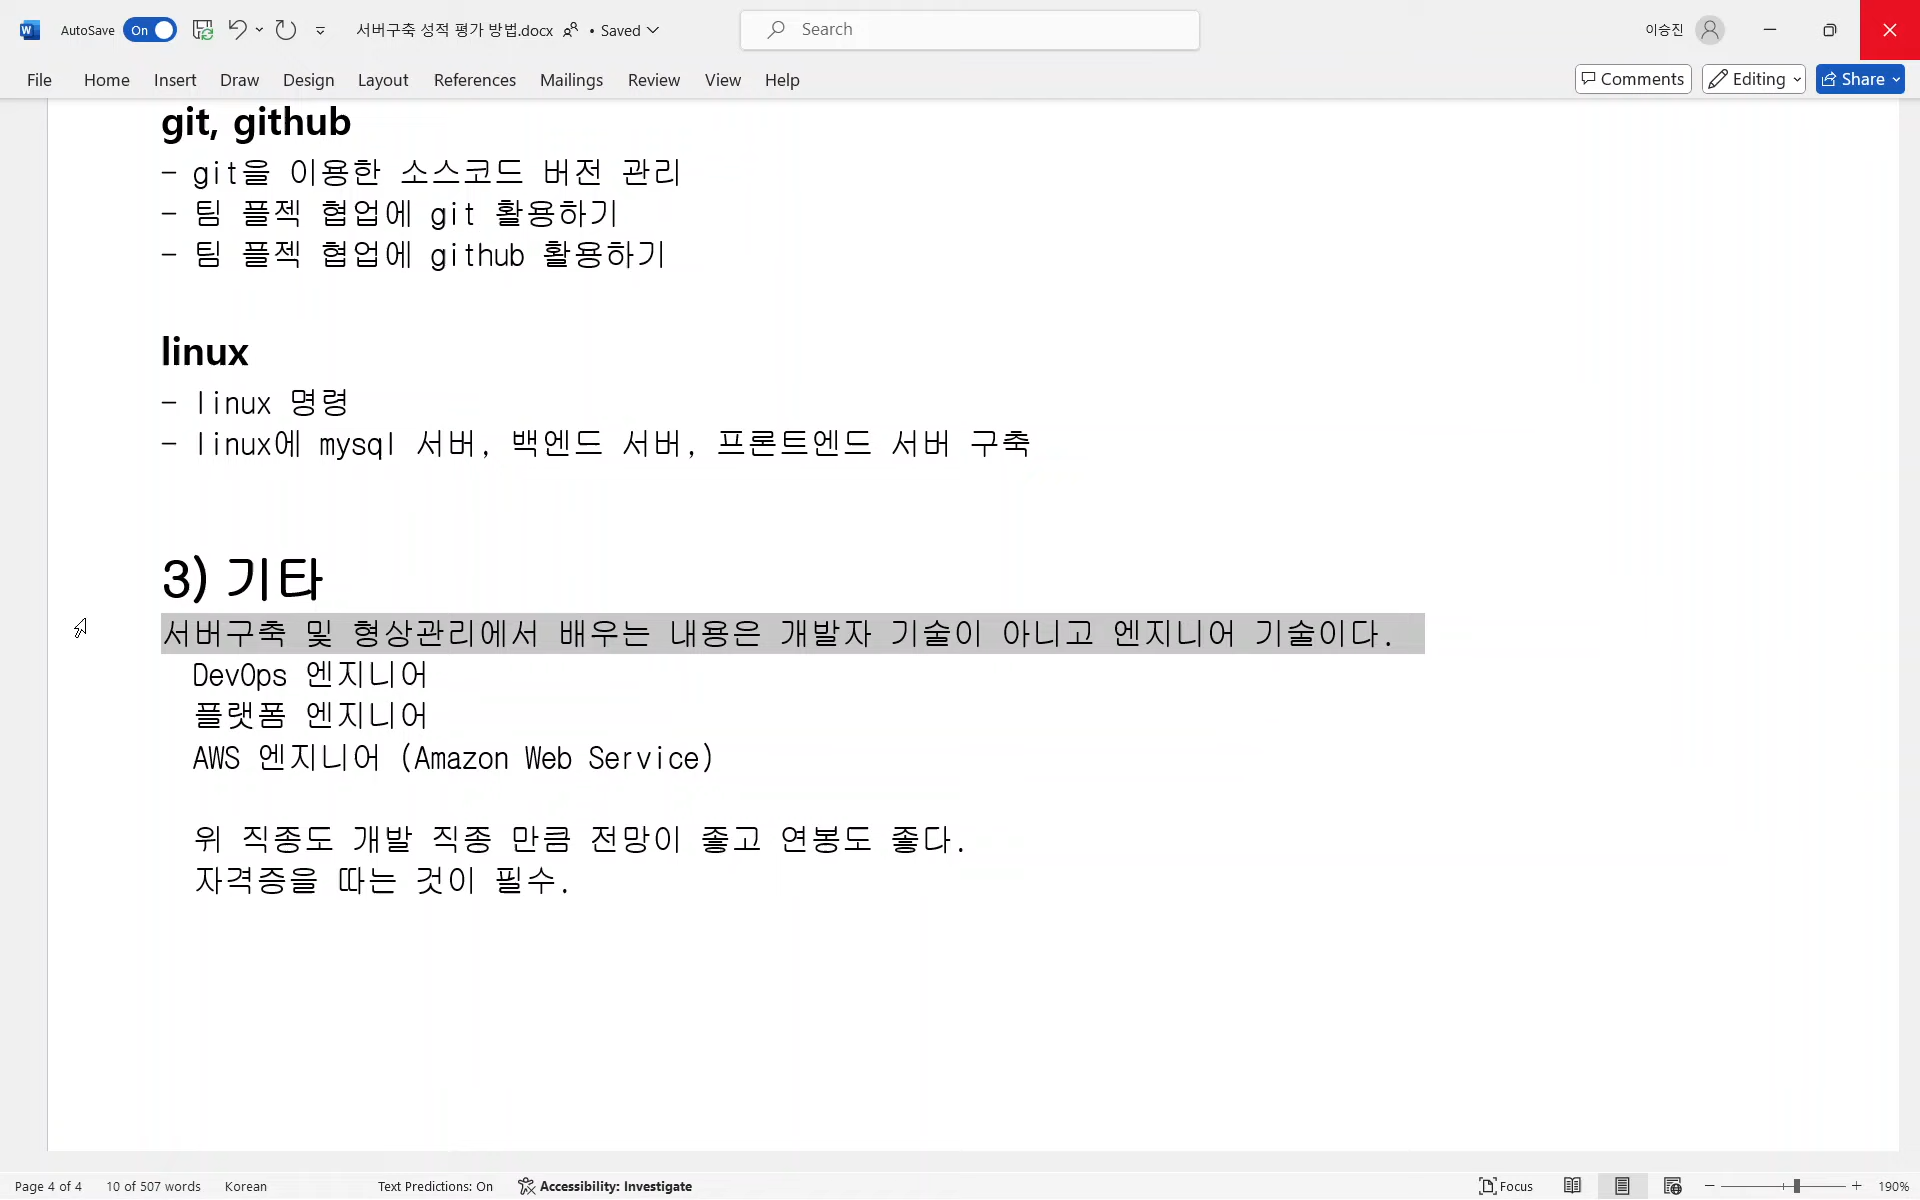 AutoSave On 서버구축 성적 평가 방법.docx • Saved Search 이승진
File Home Insert Draw Design Layout References Mailings Review View Help Comments Editing Share
git, github
- git을 이용한 소스코드 버전 관리
- 팀 플젝 협업에 git 활용하기
- 팀 플젝 협업에 github 활용하기
linux
- linux 명령
- linux에 mysql 서버, 백엔드 서버, 프론트엔드 서버 구축
3) 기타
서버구축 및 형상관리에서 배우는 내용은 개발자 기술이 아니고 엔지니어 기술이다.
DevOps 엔지니어
플랫폼 엔지니어
AWS 엔지니어 (Amazon Web Service)
위 직종도 개발 직종 만큼 전망이 좋고 연봉도 좋다.
자격증을 따는 것이 필수.
Page 4 of 4 10 of 507 words Korean Text Predictions: On Accessibility: Investigate Focus 190%